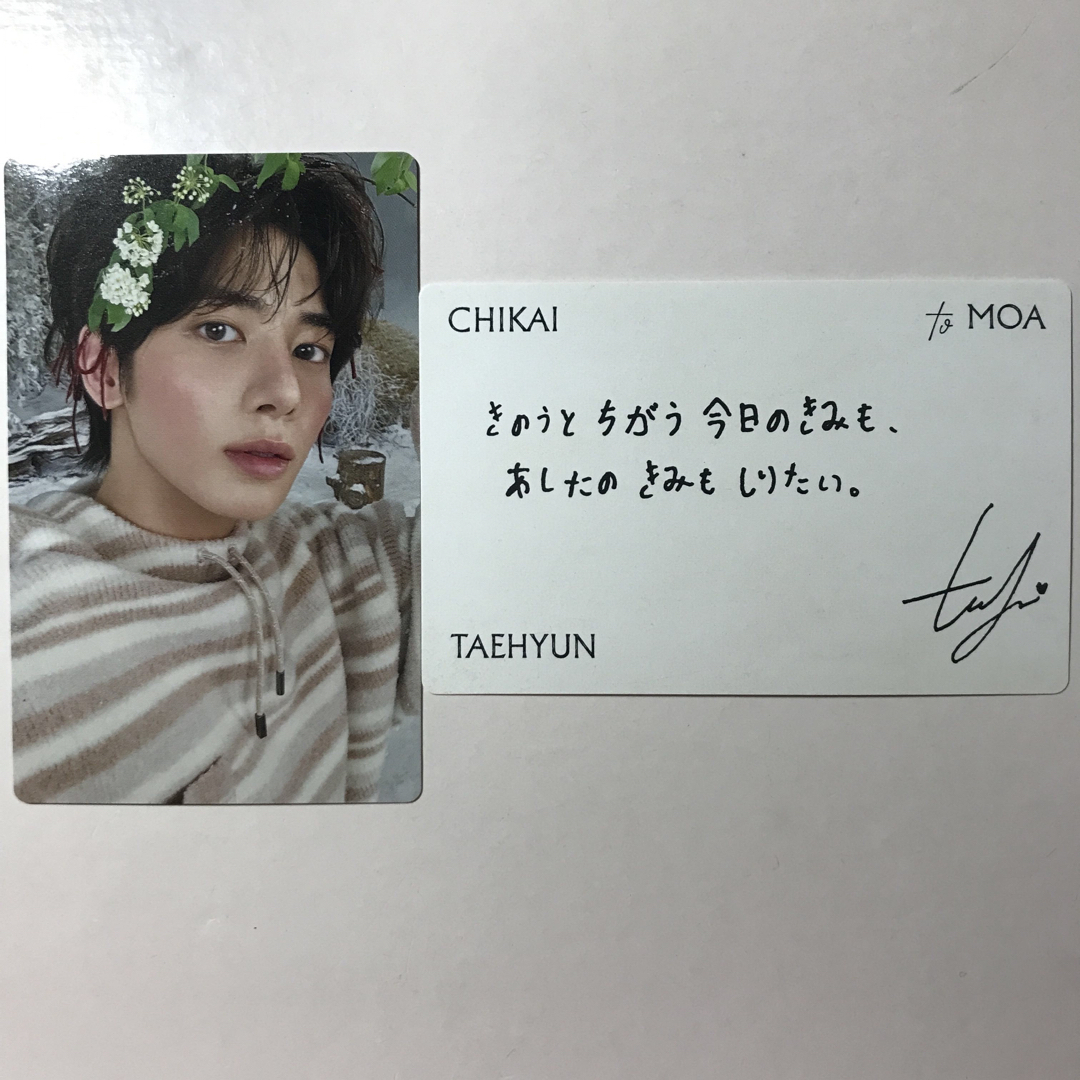 CHIKAI
to MOA
きのうと ちがう 今日のきみも、
あしたの きみも しりたい。
TAEHYUN